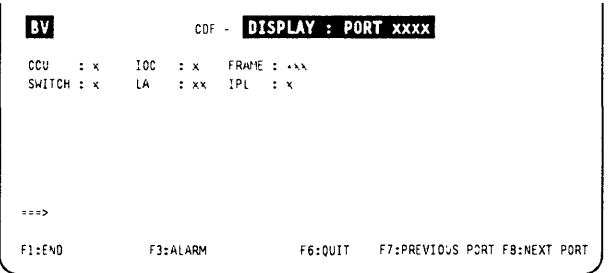 BV CDF - DISPLAY : PORT xxxx
CCU : x IOC : x FRAME : xxx
SWITCH : x LA : xx IPL : x
===>
F1:END F3:ALARM F6:QUIT F7:PREVIOUS PORT F8:NEXT PORT